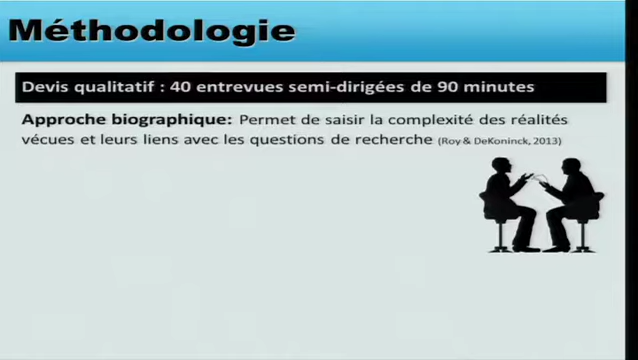 Méthodologie
Devis qualitatif : 40 entrevues semi-dirigées de 90 minutes
Approche biographique: Permet de saisir la complexité des réalités
vécues et leurs liens avec les questions de recherche (Roy & DeKoninck, 2013)